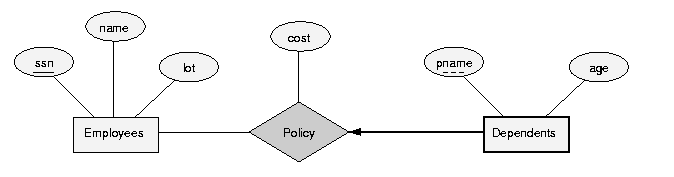 name
cost
ssn
lot
pname
age
Employees
Policy
Dependents